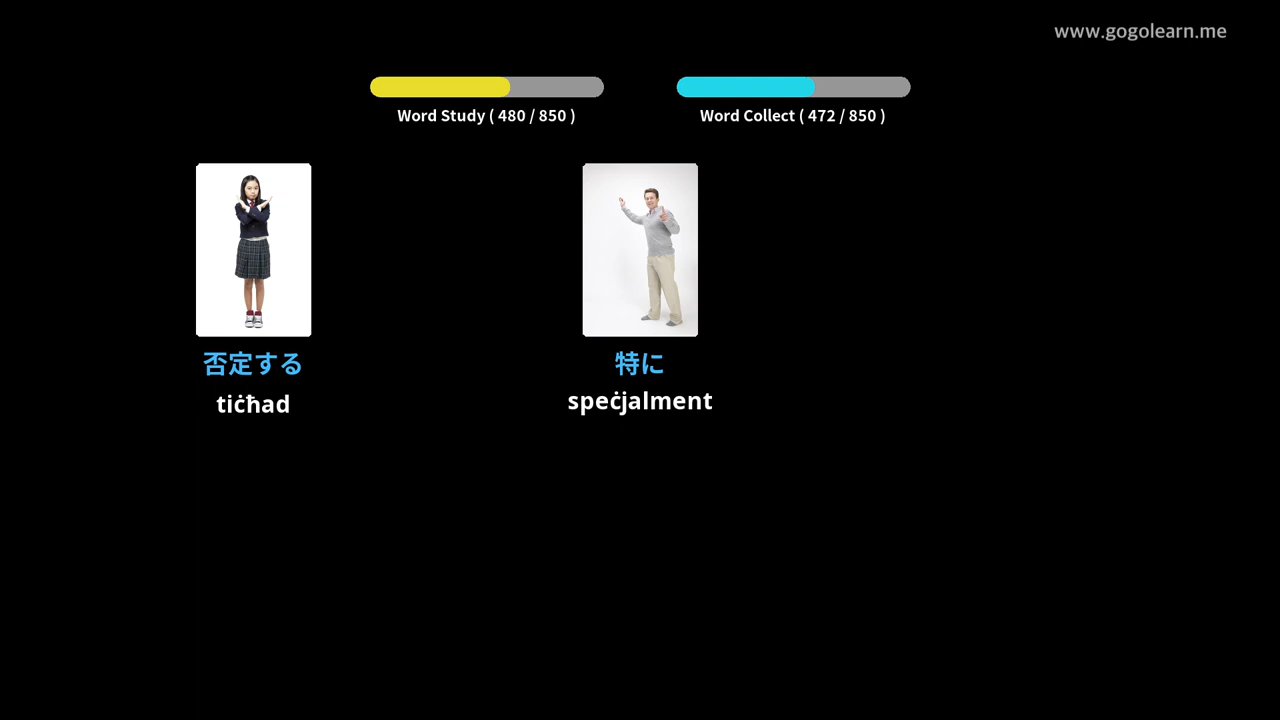 www.gogolearn.me
Word Study ( 480 / 850 )
Word Collect ( 472 / 850 )
否定する
tiċħad
特に
speċjalment